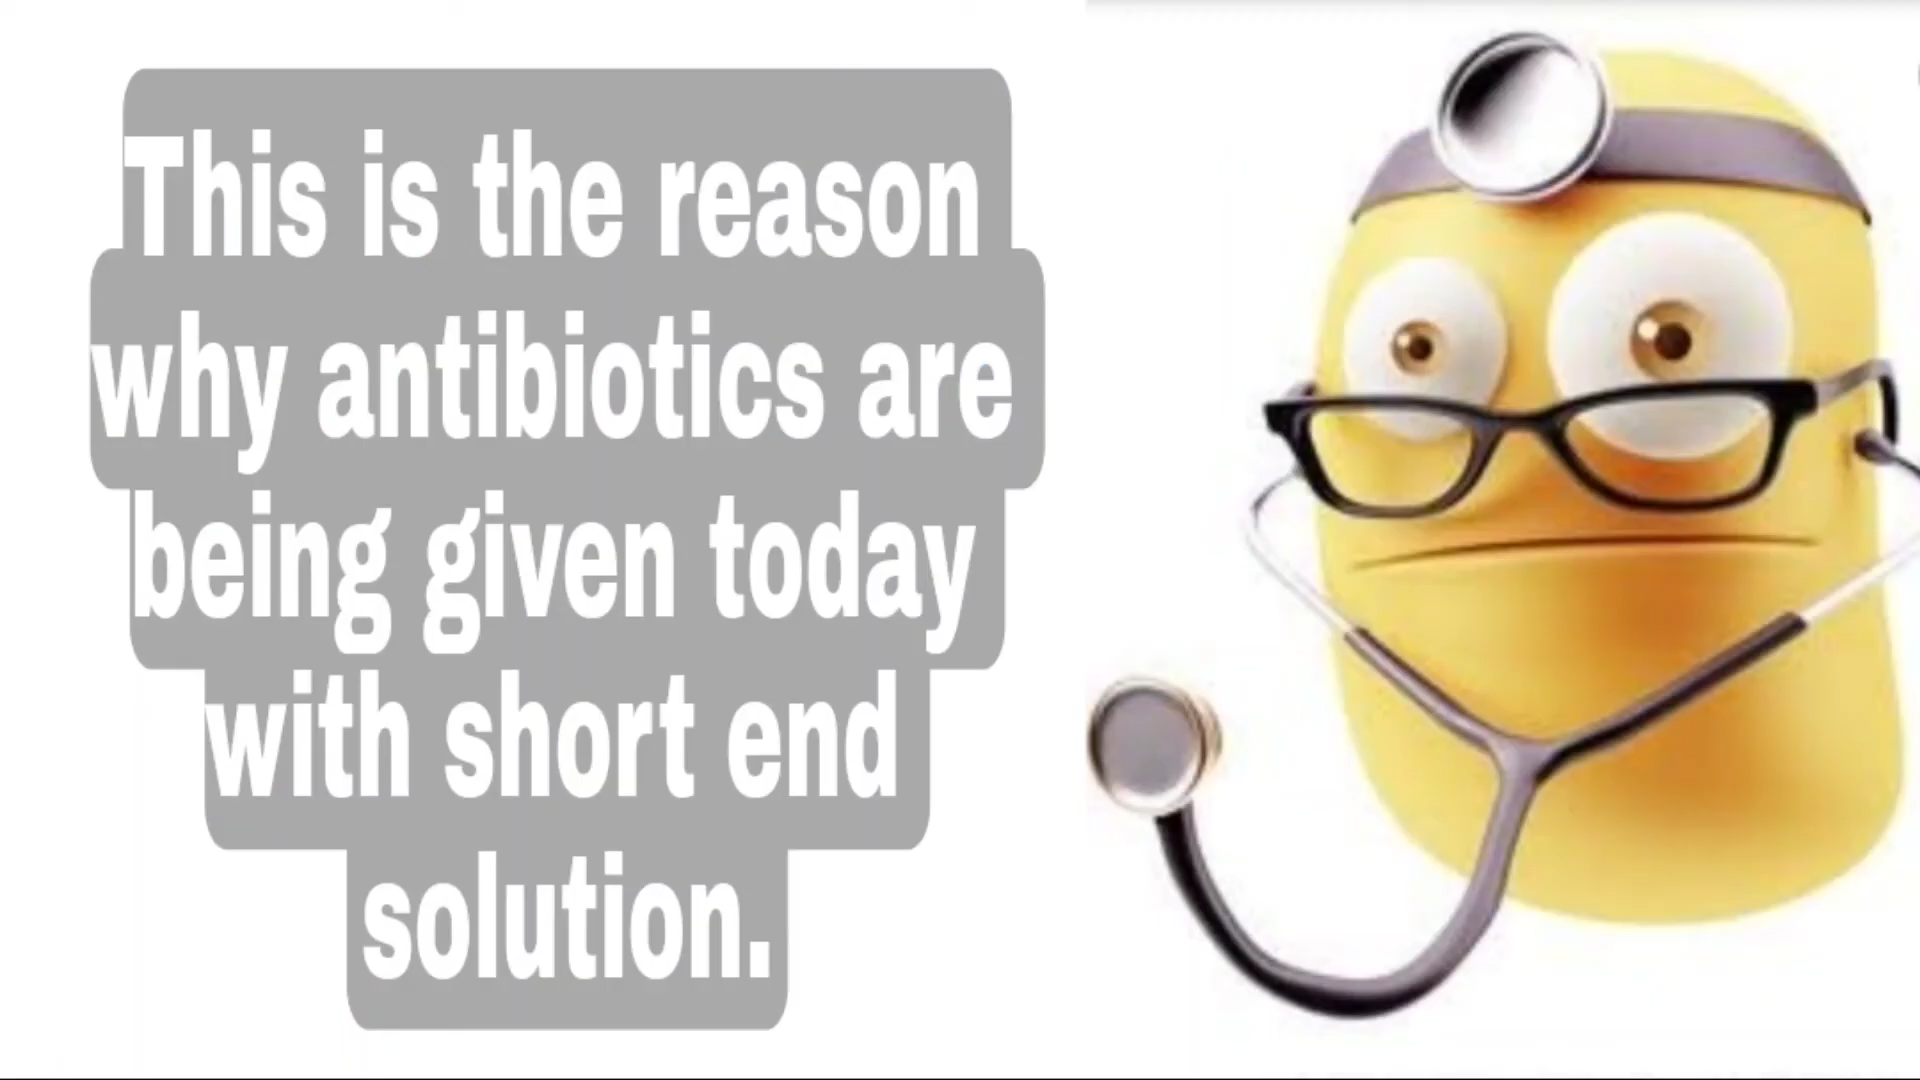 This is the reason
why antibiotics are
being given today
with short end
solution.